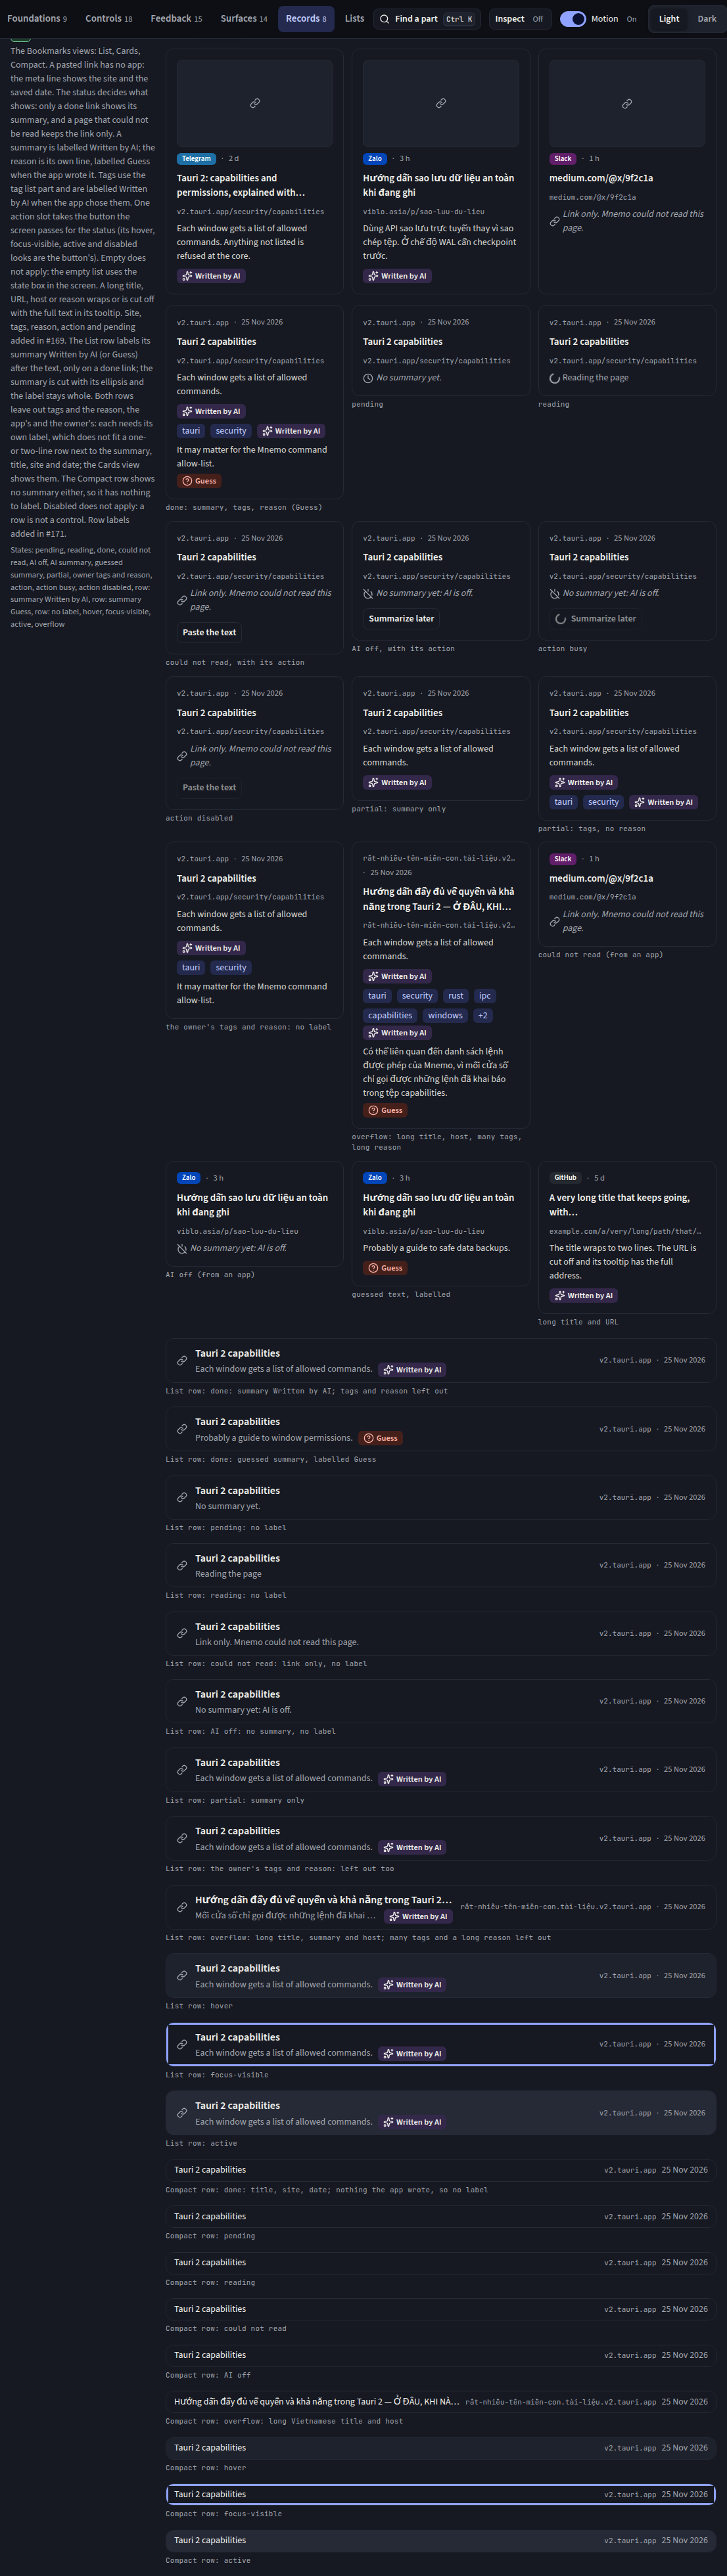 Foundations 9 Controls 18 Feedback 15 Surfaces 14 Records 8 Lists Find a part Ctrl K Inspect Off Motion On Light Dark
The Bookmarks views: List, Cards,
Compact. A pasted link has no app:
the meta line shows the site and the
saved date. The status decides what
shows: only a done link shows its
summary, and a page that could not
be read keeps the link only. A
summary is labelled Written by AI; the
reason is its own line, labelled Guess
when the app wrote it. Tags use the
tag list part and are labelled Written
by AI when the app chose them. One
action slot takes the button the
screen passes for the status (its hover,
focus-visible, active and disabled
looks are the button's). Empty does
not apply: the empty list uses the
state box in the screen. A long title,
URL, host or reason wraps or is cut off
with the full text in its tooltip. Site,
tags, reason, action and pending
added in #169. The List row labels its
summary Written by AI (or Guess)
after the text, only on a done link; the
summary is cut with its ellipsis and
the label stays whole. Both rows
leave out tags and the reason, the
app's and the owner's: each needs its
own label, which does not fit a one-
or two-line row next to the summary,
title, site and date; the Cards view
shows them. The Compact row shows
no summary either, so it has nothing
to label. Disabled does not apply: a
row is not a control. Row labels
added in #171.
States: pending, reading, done, could not
read, AI off, AI summary, guessed
summary, partial, owner tags and reason,
action, action busy, action disabled, row:
summary Written by AI, row: summary
Guess, row: no label, hover, focus-visible,
active, overflow
Telegram · 2 d
Tauri 2: capabilities and
permissions, explained with…
v2.tauri.app/security/capabilities
Each window gets a list of allowed
commands. Anything not listed is
refused at the core.
Written by AI
Zalo · 3 h
Hướng dẫn sao lưu dữ liệu an toàn
khi đang ghi
viblo.asia/p/sao-luu-du-lieu
Dùng API sao lưu trực tuyến thay vì sao
chép tệp. Ở chế độ WAL cần checkpoint
trước.
Written by AI
Slack · 1 h
medium.com/@x/9f2c1a
medium.com/@x/9f2c1a
Link only. Mnemo could not read this
page.
v2.tauri.app · 25 Nov 2026
Tauri 2 capabilities
v2.tauri.app/security/capabilities
Each window gets a list of allowed
commands.
Written by AI
tauri security Written by AI
It may matter for the Mnemo command
allow-list.
Guess
done: summary, tags, reason (Guess)
v2.tauri.app · 25 Nov 2026
Tauri 2 capabilities
v2.tauri.app/security/capabilities
No summary yet.
pending
v2.tauri.app · 25 Nov 2026
Tauri 2 capabilities
v2.tauri.app/security/capabilities
Reading the page
reading
v2.tauri.app · 25 Nov 2026
Tauri 2 capabilities
v2.tauri.app/security/capabilities
Link only. Mnemo could not read this
page.
Paste the text
could not read, with its action
v2.tauri.app · 25 Nov 2026
Tauri 2 capabilities
v2.tauri.app/security/capabilities
No summary yet: AI is off.
Summarize later
AI off, with its action
v2.tauri.app · 25 Nov 2026
Tauri 2 capabilities
v2.tauri.app/security/capabilities
No summary yet: AI is off.
Summarize later
action busy
v2.tauri.app · 25 Nov 2026
Tauri 2 capabilities
v2.tauri.app/security/capabilities
Link only. Mnemo could not read this
page.
Paste the text
action disabled
v2.tauri.app · 25 Nov 2026
Tauri 2 capabilities
v2.tauri.app/security/capabilities
Each window gets a list of allowed
commands.
Written by AI
partial: summary only
v2.tauri.app · 25 Nov 2026
Tauri 2 capabilities
v2.tauri.app/security/capabilities
Each window gets a list of allowed
commands.
Written by AI
tauri security Written by AI
partial: tags, no reason
v2.tauri.app · 25 Nov 2026
Tauri 2 capabilities
v2.tauri.app/security/capabilities
Each window gets a list of allowed
commands.
Written by AI
tauri security
It may matter for the Mnemo command
allow-list.
the owner's tags and reason: no label
rất-nhiều-tên-miền-con.tài-liệu.v2…
· 25 Nov 2026
Hướng dẫn đầy đủ về quyền và khả
năng trong Tauri 2 — Ở ĐÂU, KHI…
rất-nhiều-tên-miền-con.tài-liệu.v2…
Each window gets a list of allowed
commands.
Written by AI
tauri security rust ipc
capabilities windows +2
Written by AI
Có thể liên quan đến danh sách lệnh
được phép của Mnemo, vì mỗi cửa sổ
chỉ gọi được những lệnh đã khai báo
trong tệp capabilities.
Guess
overflow: long title, host, many tags,
long reason
Slack · 1 h
medium.com/@x/9f2c1a
medium.com/@x/9f2c1a
Link only. Mnemo could not read this
page.
could not read (from an app)
Zalo · 3 h
Hướng dẫn sao lưu dữ liệu an toàn
khi đang ghi
viblo.asia/p/sao-luu-du-lieu
No summary yet: AI is off.
AI off (from an app)
Zalo · 3 h
Hướng dẫn sao lưu dữ liệu an toàn
khi đang ghi
viblo.asia/p/sao-luu-du-lieu
Probably a guide to safe data backups.
Guess
guessed text, labelled
GitHub · 5 d
A very long title that keeps going,
with…
example.com/a/very/long/path/that/…
The title wraps to two lines. The URL is
cut off and its tooltip has the full
address.
Written by AI
long title and URL
Tauri 2 capabilities
Each window gets a list of allowed commands. Written by AI v2.tauri.app · 25 Nov 2026
List row: done: summary Written by AI; tags and reason left out
Tauri 2 capabilities
Probably a guide to window permissions. Guess v2.tauri.app · 25 Nov 2026
List row: done: guessed summary, labelled Guess
Tauri 2 capabilities
No summary yet. v2.tauri.app · 25 Nov 2026
List row: pending: no label
Tauri 2 capabilities
Reading the page v2.tauri.app · 25 Nov 2026
List row: reading: no label
Tauri 2 capabilities
Link only. Mnemo could not read this page. v2.tauri.app · 25 Nov 2026
List row: could not read: link only, no label
Tauri 2 capabilities
No summary yet: AI is off. v2.tauri.app · 25 Nov 2026
List row: AI off: no summary, no label
Tauri 2 capabilities
Each window gets a list of allowed commands. Written by AI v2.tauri.app · 25 Nov 2026
List row: partial: summary only
Tauri 2 capabilities
Each window gets a list of allowed commands. Written by AI v2.tauri.app · 25 Nov 2026
List row: the owner's tags and reason: left out too
Hướng dẫn đầy đủ về quyền và khả năng trong Tauri 2…
Mỗi cửa sổ chỉ gọi được những lệnh đã khai … Written by AI rất-nhiều-tên-miền-con.tài-liệu.v2.tauri.app · 25 Nov 2026
List row: overflow: long title, summary and host; many tags and a long reason left out
Tauri 2 capabilities
Each window gets a list of allowed commands. Written by AI v2.tauri.app · 25 Nov 2026
List row: hover
Tauri 2 capabilities
Each window gets a list of allowed commands. Written by AI v2.tauri.app · 25 Nov 2026
List row: focus-visible
Tauri 2 capabilities
Each window gets a list of allowed commands. Written by AI v2.tauri.app · 25 Nov 2026
List row: active
Tauri 2 capabilities v2.tauri.app 25 Nov 2026
Compact row: done: title, site, date; nothing the app wrote, so no label
Tauri 2 capabilities v2.tauri.app 25 Nov 2026
Compact row: pending
Tauri 2 capabilities v2.tauri.app 25 Nov 2026
Compact row: reading
Tauri 2 capabilities v2.tauri.app 25 Nov 2026
Compact row: could not read
Tauri 2 capabilities v2.tauri.app 25 Nov 2026
Compact row: AI off
Hướng dẫn đầy đủ về quyền và khả năng trong Tauri 2 — Ở ĐÂU, KHI NÀ… rất-nhiều-tên-miền-con.tài-liệu.v2.tauri.app 25 Nov 2026
Compact row: overflow: long Vietnamese title and host
Tauri 2 capabilities v2.tauri.app 25 Nov 2026
Compact row: hover
Tauri 2 capabilities v2.tauri.app 25 Nov 2026
Compact row: focus-visible
Tauri 2 capabilities v2.tauri.app 25 Nov 2026
Compact row: active